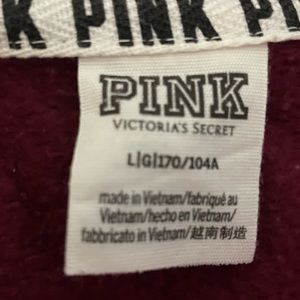 K PINK PI
PINK
VICTORIA'S SECRET
L|G|170/104A
made in Vietnam/fabriqué au
Vietnam/hecho en Vietnam/
fabbricato in Vietnam/越南制造